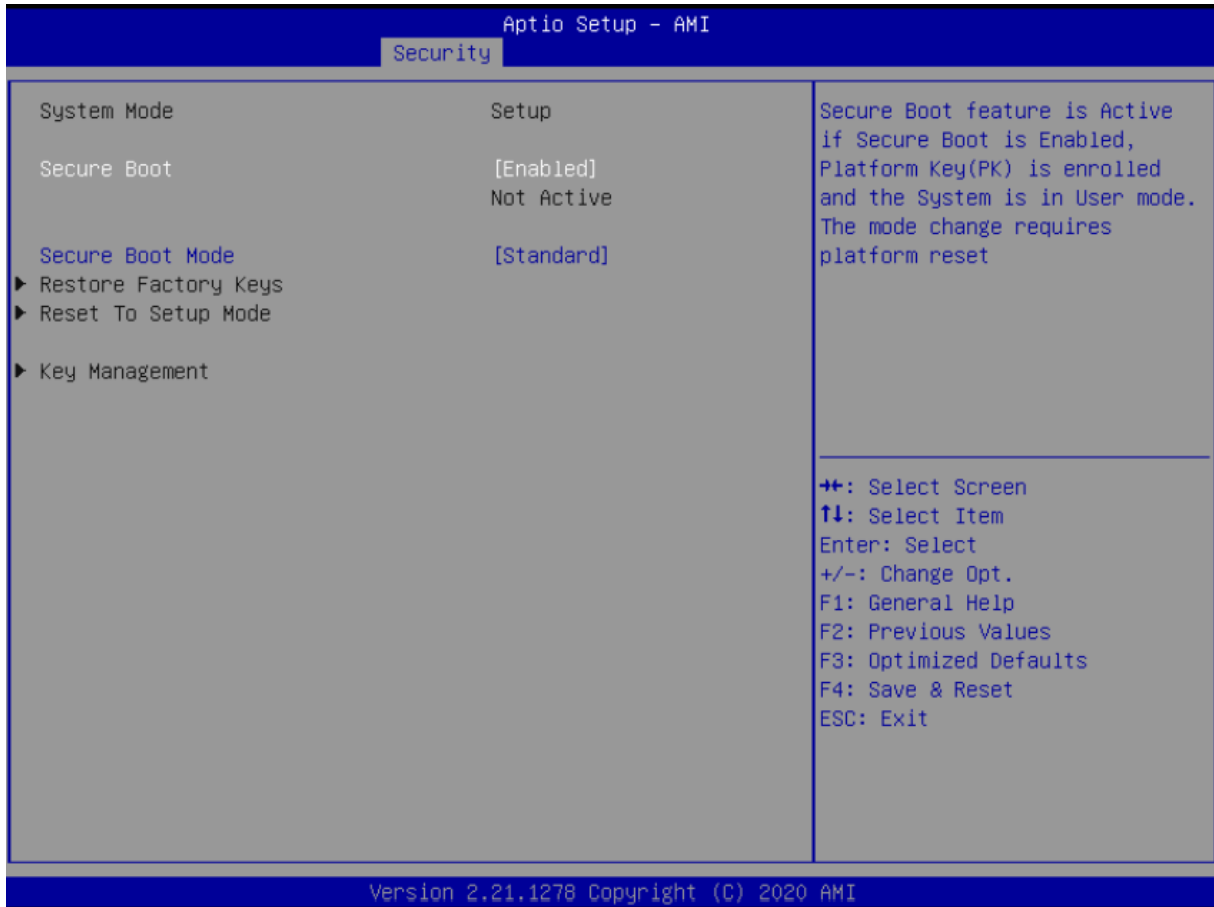 Aptio Setup – AMI
Security
System Mode Setup
Secure Boot [Enabled]
Not Active
Secure Boot Mode [Standard]
▶ Restore Factory Keys
▶ Reset To Setup Mode
▶ Key Management
Secure Boot feature is Active
if Secure Boot is Enabled,
Platform Key(PK) is enrolled
and the System is in User mode.
The mode change requires
platform reset
→←: Select Screen
↑↓: Select Item
Enter: Select
+/-: Change Opt.
F1: General Help
F2: Previous Values
F3: Optimized Defaults
F4: Save & Reset
ESC: Exit
Version 2.21.1278 Copyright (C) 2020 AMI